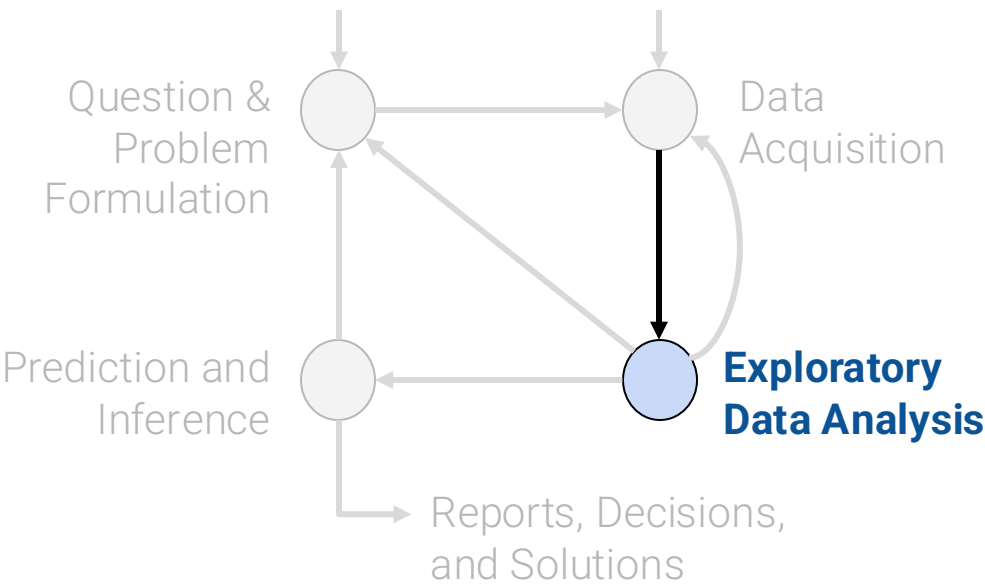 Question &
Problem
Formulation
Data
Acquisition
Prediction and
Inference
Exploratory
Data Analysis
Reports, Decisions,
and Solutions